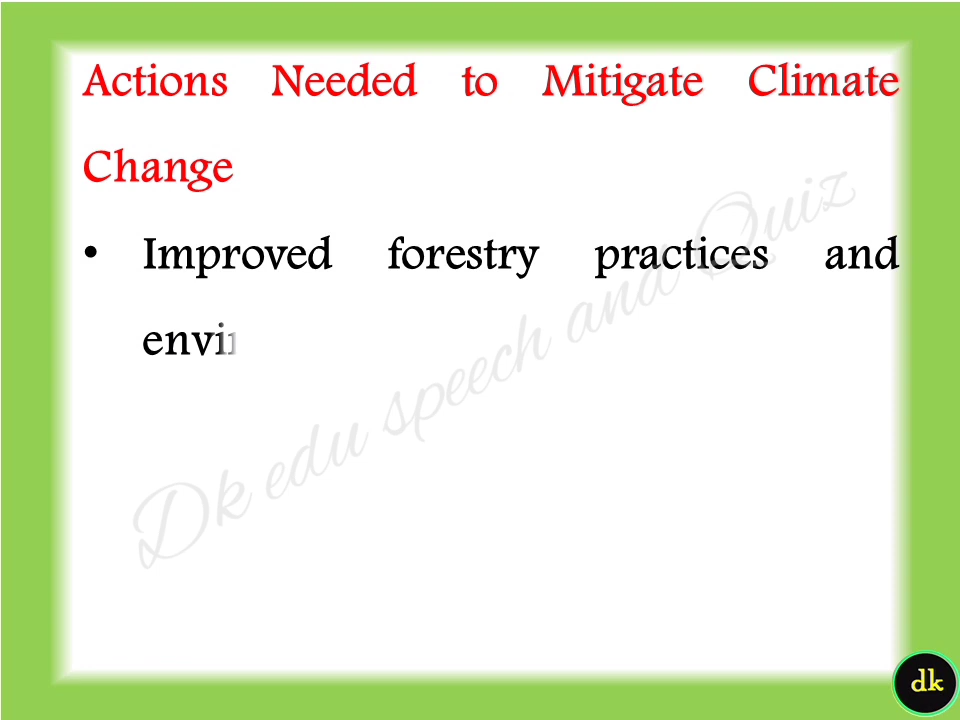 Actions Needed to Mitigate Climate
Change
• Improved forestry practices and
Dk edu speech and Quiz
dk